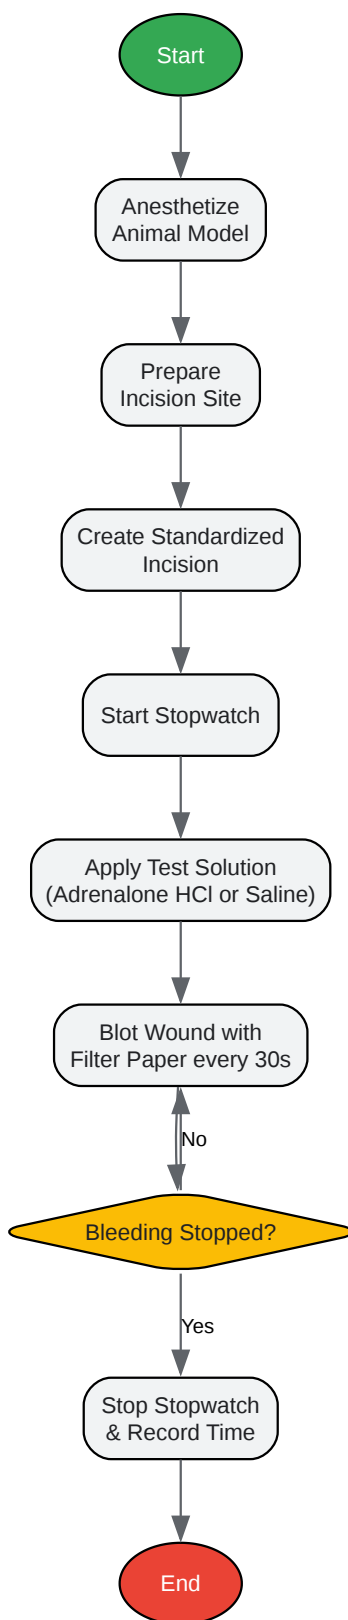 Start
Anesthetize
Animal Model
Prepare
Incision Site
Create Standardized
Incision
Start Stopwatch
Apply Test Solution
(Adrenalone HCl or Saline)
Blot Wound with
Filter Paper every 30s
No
Bleeding Stopped?
Yes
Stop Stopwatch
& Record Time
End